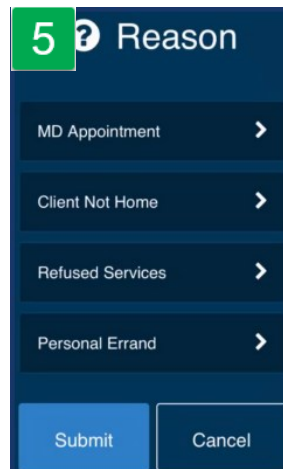 5 ? Reason
MD Appointment
Client Not Home
Refused Services
Personal Errand
Submit Cancel